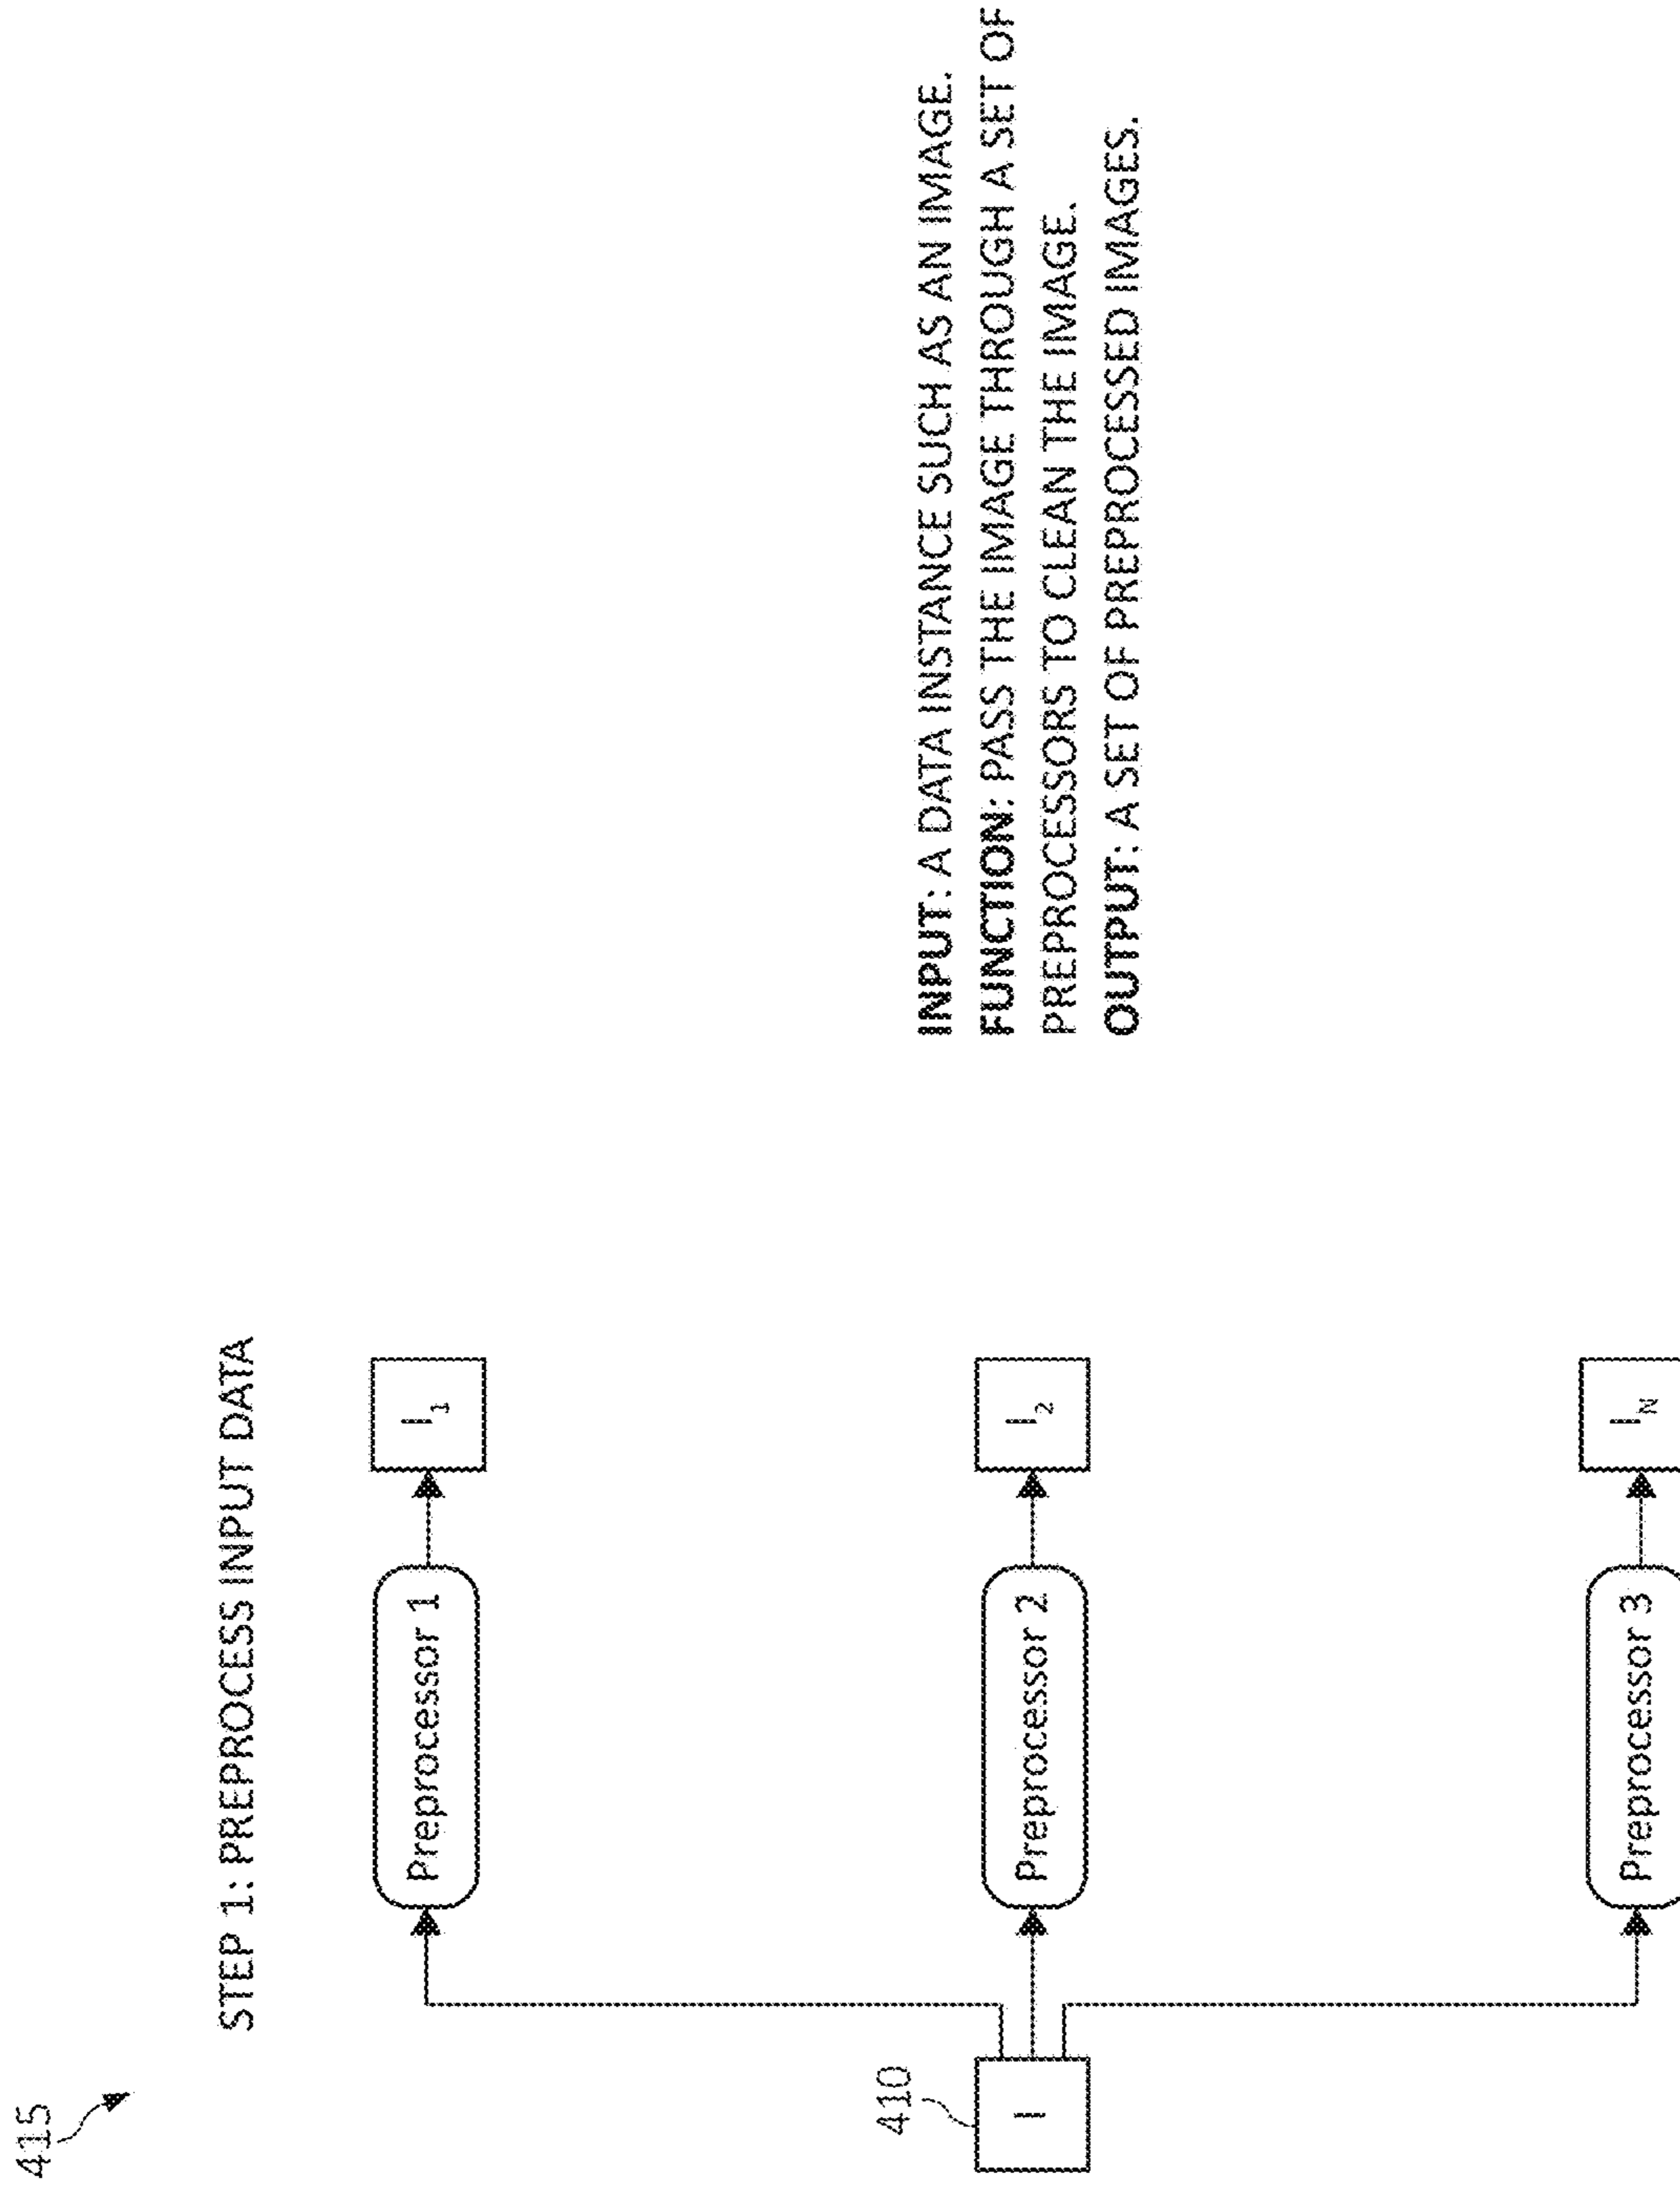 415
STEP 1: PREPROCESS INPUT DATA
410
I
Preprocessor 1
I1
Preprocessor 2
I2
Preprocessor 3
IN
INPUT: A DATA INSTANCE SUCH AS AN IMAGE.
FUNCTION: PASS THE IMAGE THROUGH A SET OF
PREPROCESSORS TO CLEAN THE IMAGE.
OUTPUT: A SET OF PREPROCESSED IMAGES.